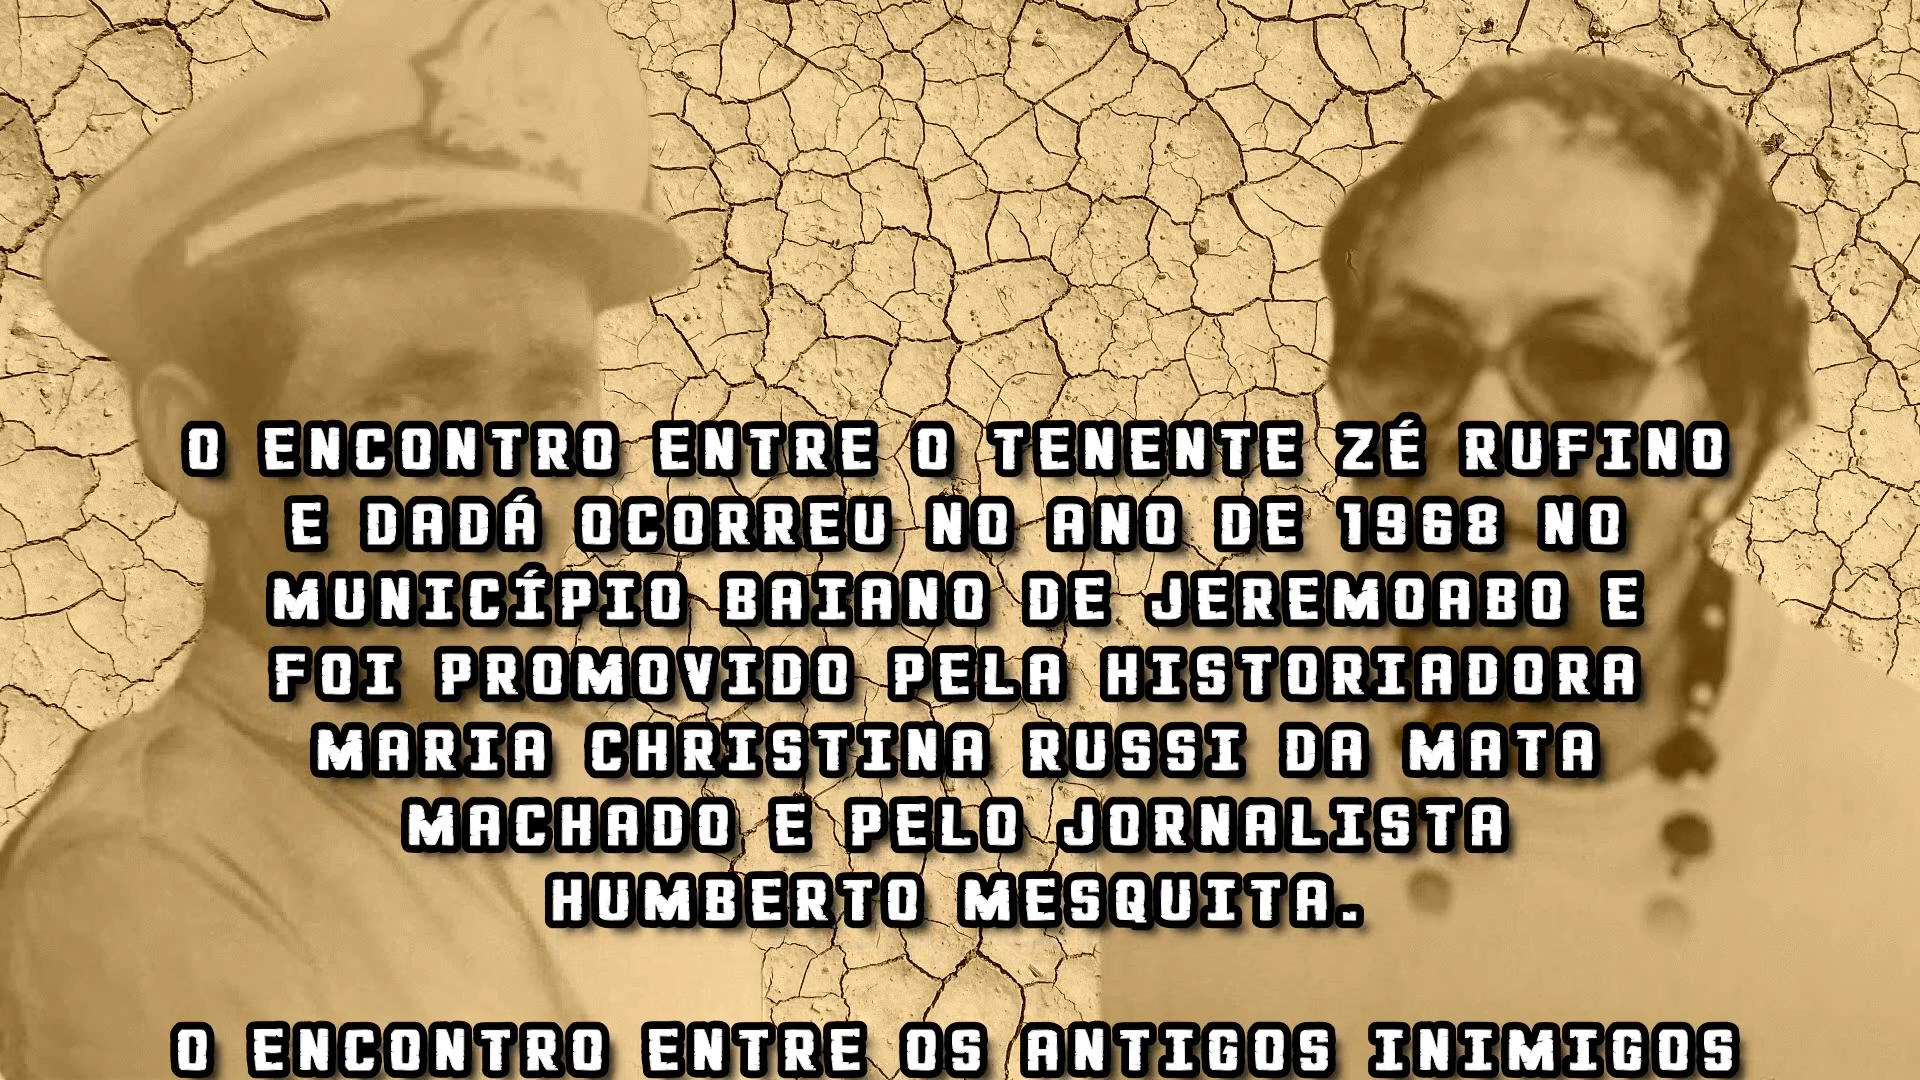 O ENCONTRO ENTRE O TENENTE ZÉ RUFINO
E DADÁ OCORREU NO ANO DE 1968 NO
MUNICÍPIO BAIANO DE JEREMOABO E
FOI PROMOVIDO PELA HISTORIADORA
MARIA CHRISTINA RUSSI DA MATA
MACHADO E PELO JORNALISTA
HUMBERTO MESQUITA.
O ENCONTRO ENTRE OS ANTIGOS INIMIGOS